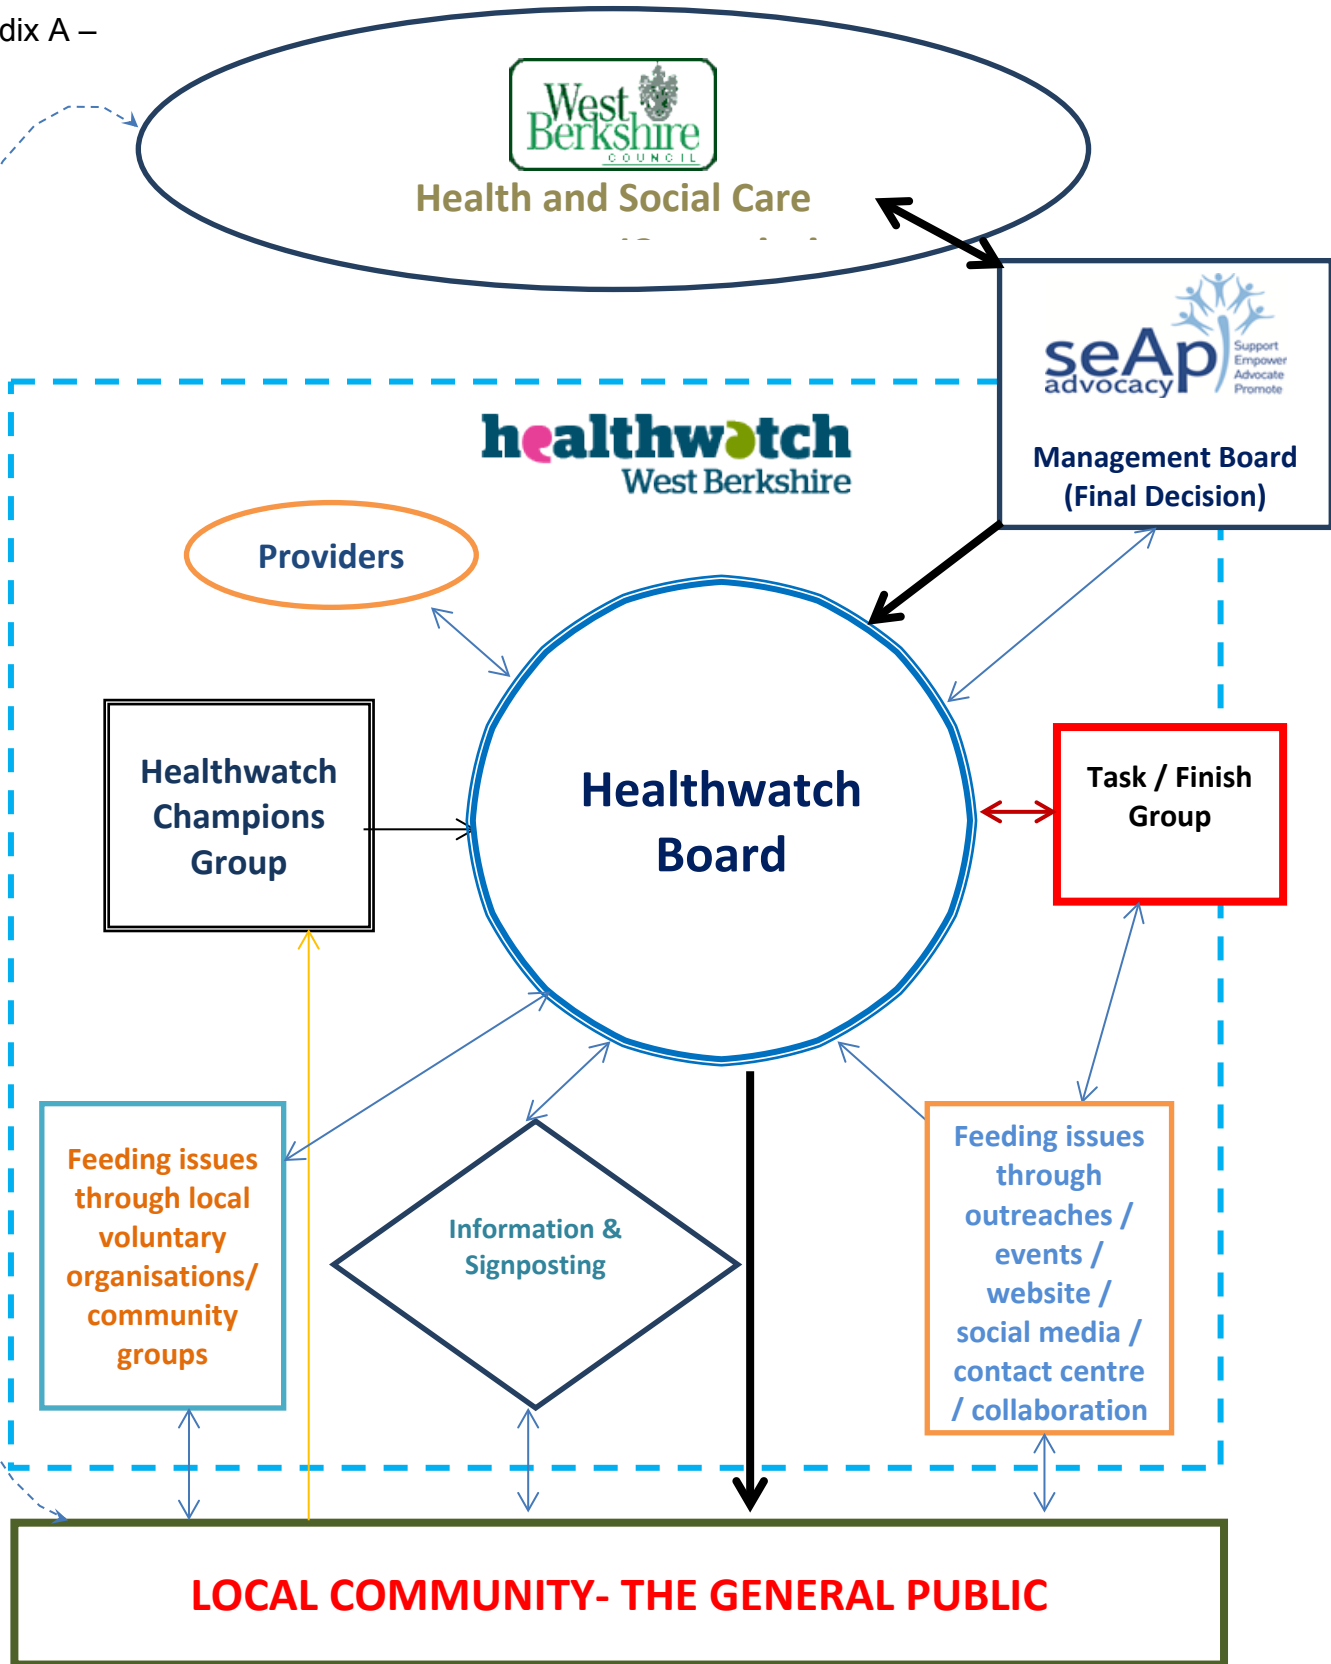 dix A –
West
Berkshire
COUNCIL
Health and Social Care
seAp
advocacy
Support
Empower
Advocate
Promote
Management Board
(Final Decision)
healthwatch
West Berkshire
Providers
Healthwatch
Champions
Group
Healthwatch
Board
Task / Finish
Group
Feeding issues
through local
voluntary
organisations/
community
groups
Information &
Signposting
Feeding issues
through
outreaches /
events /
website /
social media /
contact centre
/ collaboration
LOCAL COMMUNITY- THE GENERAL PUBLIC